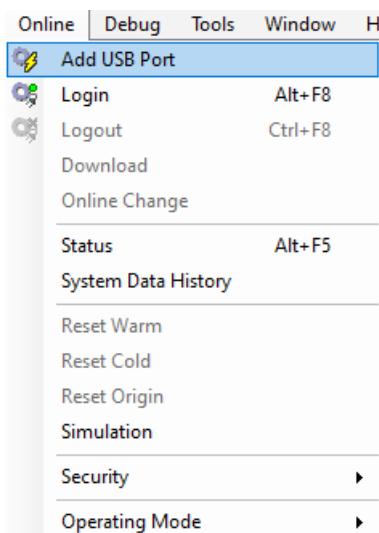 Online Debug Tools Window H
Add USB Port
Login Alt+F8
Logout Ctrl+F8
Download
Online Change
Status Alt+F5
System Data History
Reset Warm
Reset Cold
Reset Origin
Simulation
Security
Operating Mode